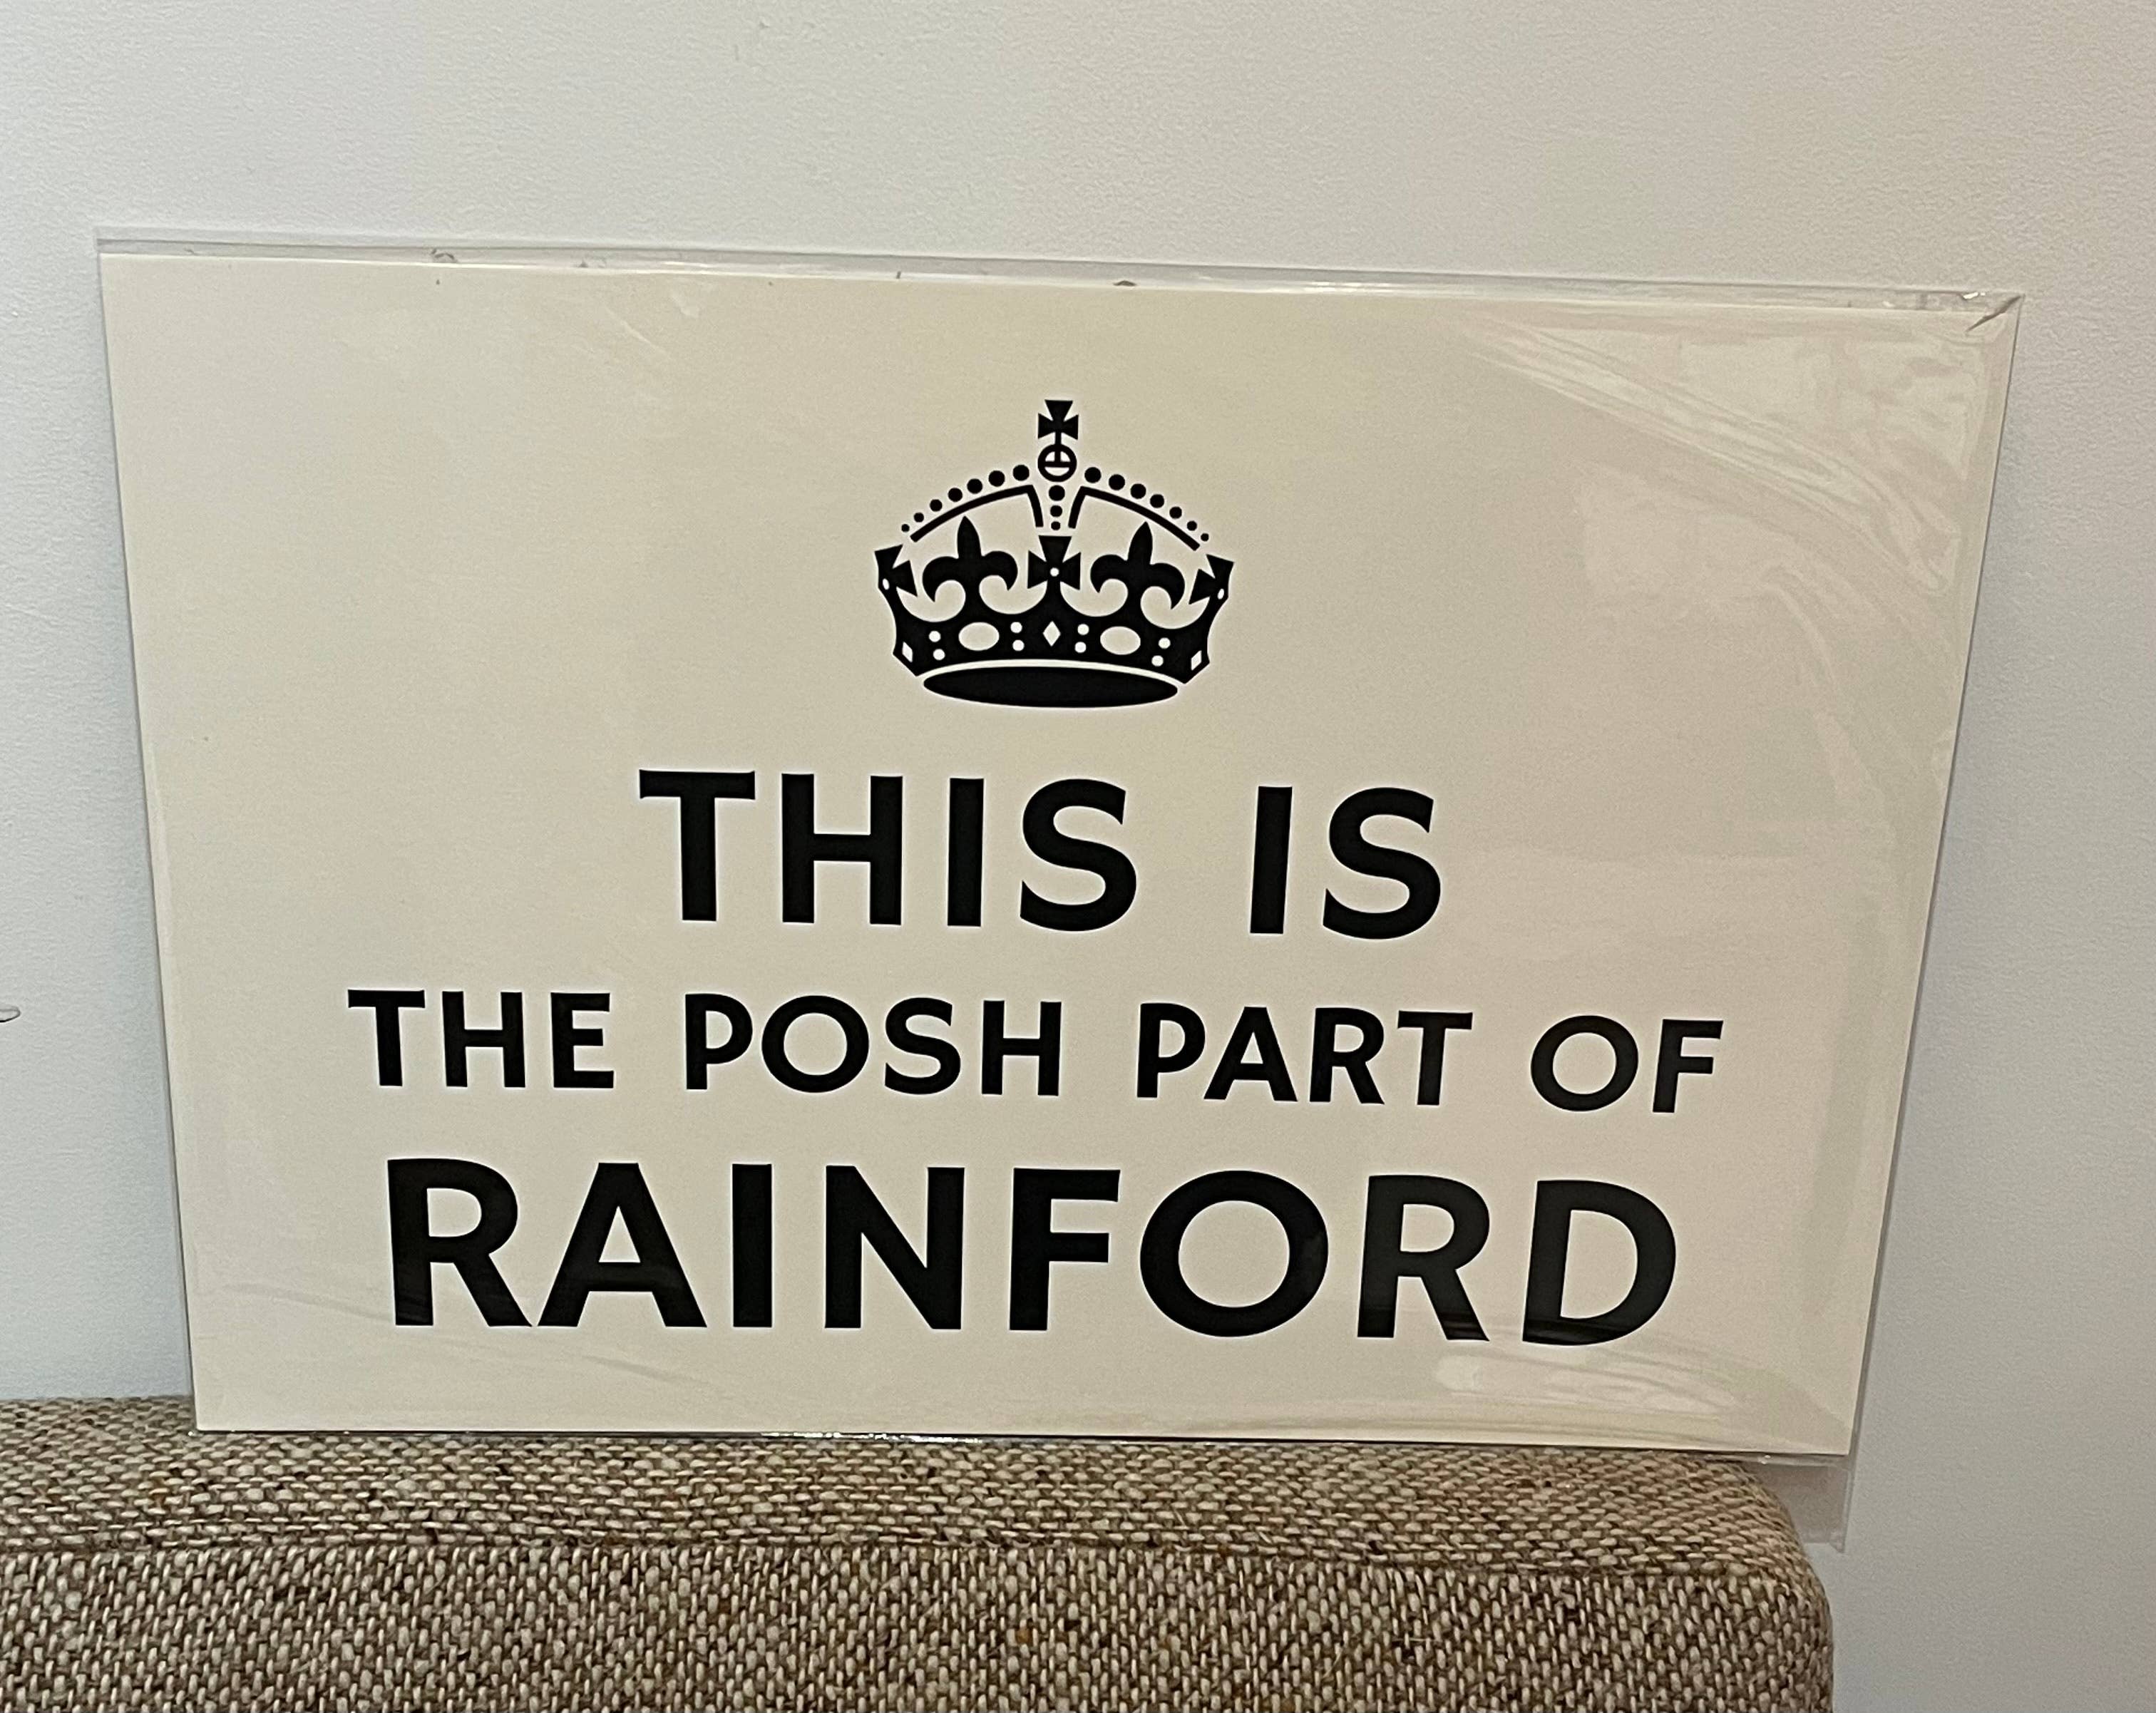 THIS IS
THE POSH PART OF
RAINFORD